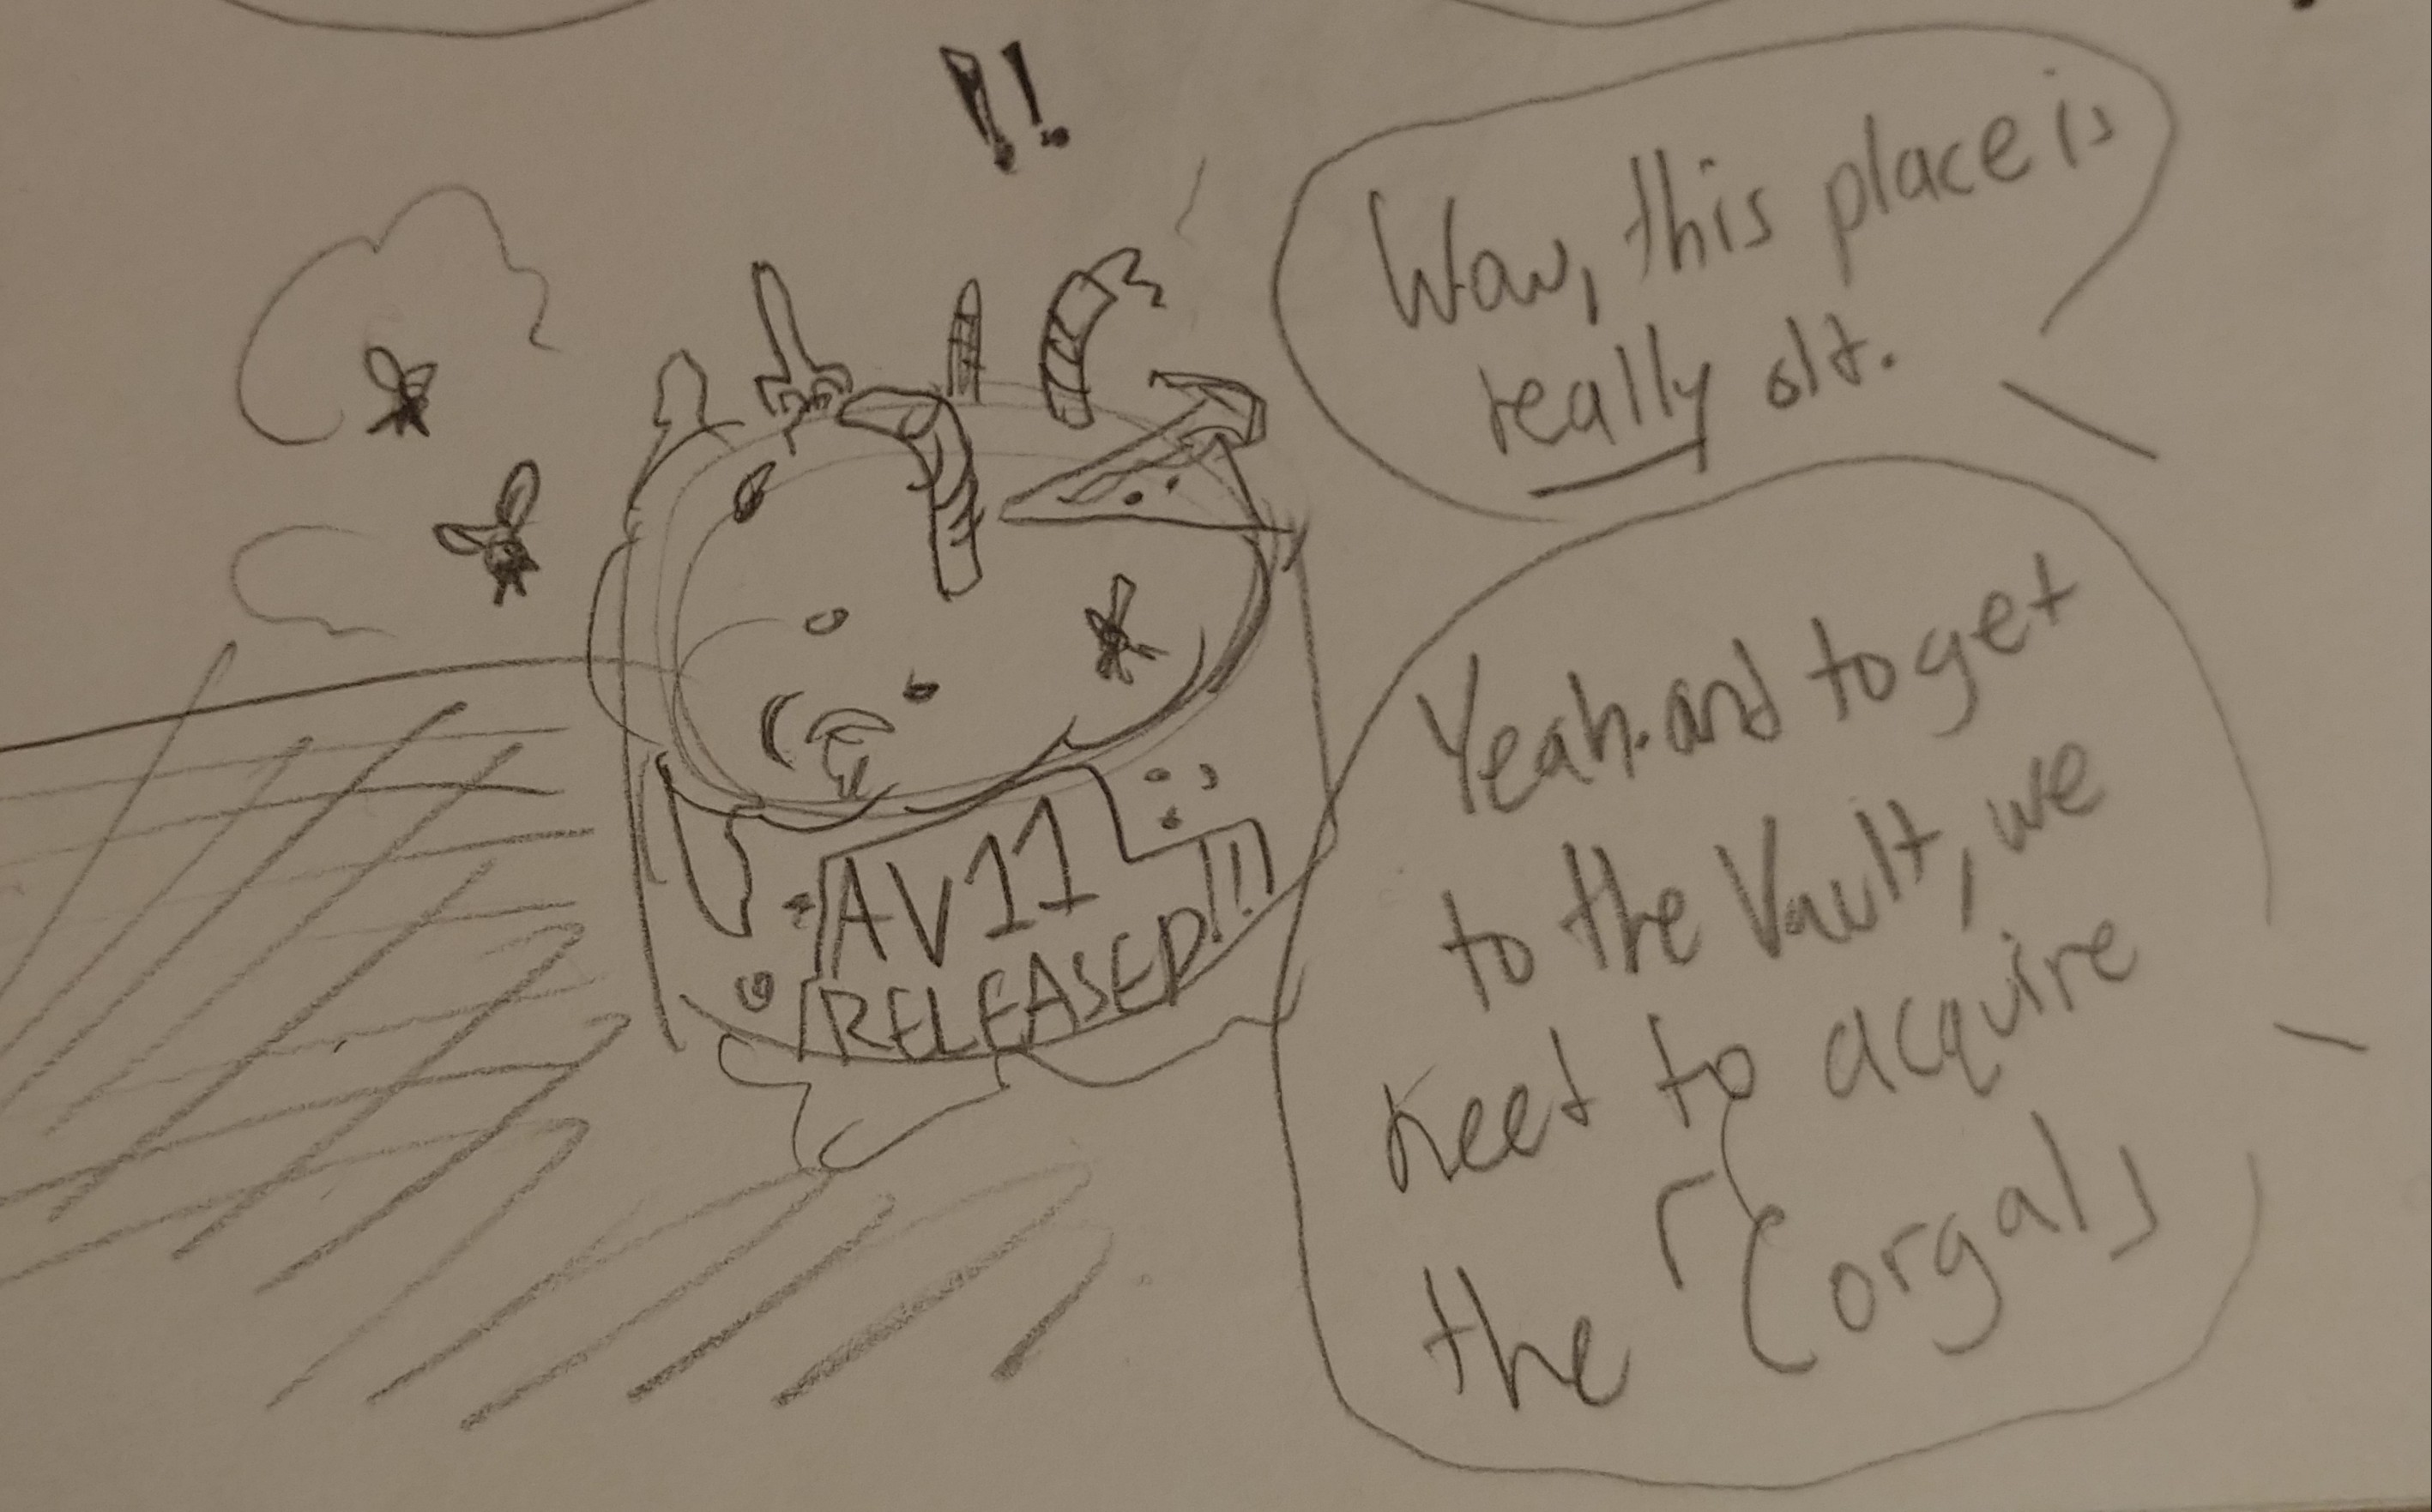 !!
Wow, this place is
really old.
Yeah. and to get
to the Vault, we
need to acquire
the Corgals
AV11
RELEASED!!!